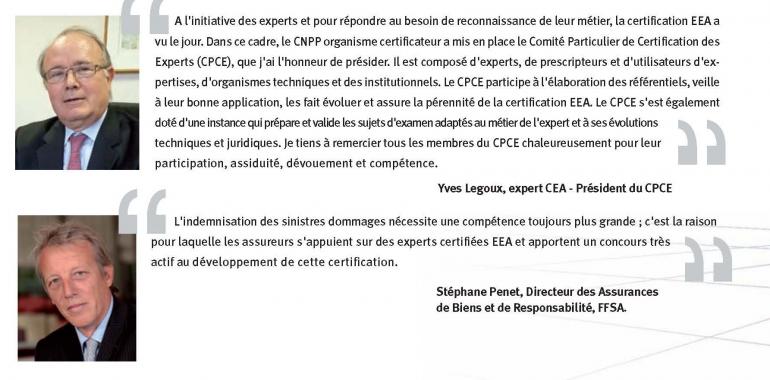 A l'initiative des experts et pour répondre au besoin de reconnaissance de leur métier, la certification EEA a
vu le jour. Dans ce cadre, le CNPP organisme certificateur a mis en place le Comité Particulier de Certification des
Experts (CPCE), que j'ai l'honneur de présider. Il est composé d'experts, de prescripteurs et d'utilisateurs d'ex-
pertises, d'organismes techniques et des institutionnels. Le CPCE participe à l'élaboration des référentiels, veille
à leur bonne application, les fait évoluer et assure la pérennité de la certification EEA. Le CPCE s'est également
doté d'une instance qui prépare et valide les sujets d'examen adaptés au métier de l'expert et à ses évolutions
techniques et juridiques. Je tiens à remercier tous les membres du CPCE chaleureusement pour leur
participation, assiduité, dévouement et compétence.
Yves Legoux, expert CEA - Président du CPCE
L'indemnisation des sinistres dommages nécessite une compétence toujours plus grande ; c'est la raison
pour laquelle les assureurs s'appuient sur des experts certifiées EEA et apportent un concours très
actif au développement de cette certification.
Stéphane Penet, Directeur des Assurances
de Biens et de Responsabilité, FFSA.